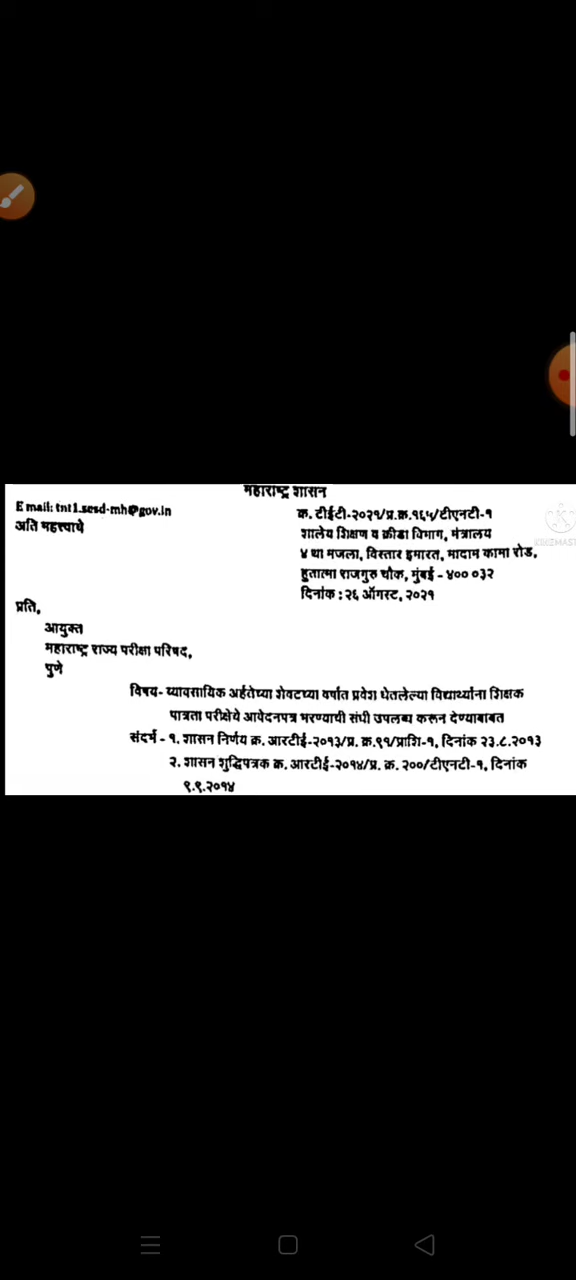 महाराष्ट्र शासन
E mail: tnt1.sesd-mh@gov.in
क. टीईटी-२०२१/प्र.क्र.१६५/टीएनटी-१
अति महत्त्वाचे
शालेय शिक्षण व क्रीडा विभाग, मंत्रालय
४ था मजला, विस्तार इमारत, मादाम कामा रोड,
हुतात्मा राजगुरु चौक, मुंबई - ४०० ०३२
दिनांक : २६ ऑगस्ट, २०२१
प्रति,
आयुक्त
महाराष्ट्र राज्य परीक्षा परिषद,
पुणे
विषय- व्यावसायिक अर्हतेच्या शेवटच्या वर्षात प्रवेश घेतलेल्या विद्यार्थ्यांना शिक्षक
पात्रता परीक्षेचे आवेदनपत्र भरण्याची संधी उपलब्ध करून देण्याबाबत
संदर्भ - १. शासन निर्णय क्र. आरटीई-२०१३/प्र. क्र.९१/प्राशि-१, दिनांक २३.८.२०१३
२. शासन शुद्धिपत्रक क्र. आरटीई-२०१४/प्र. क्र. २००/टीएनटी-१, दिनांक
९.९.२०१४